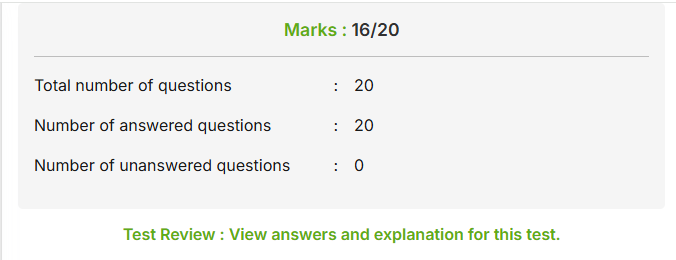 Marks : 16/20
Total number of questions : 20
Number of answered questions : 20
Number of unanswered questions : 0
Test Review : View answers and explanation for this test.